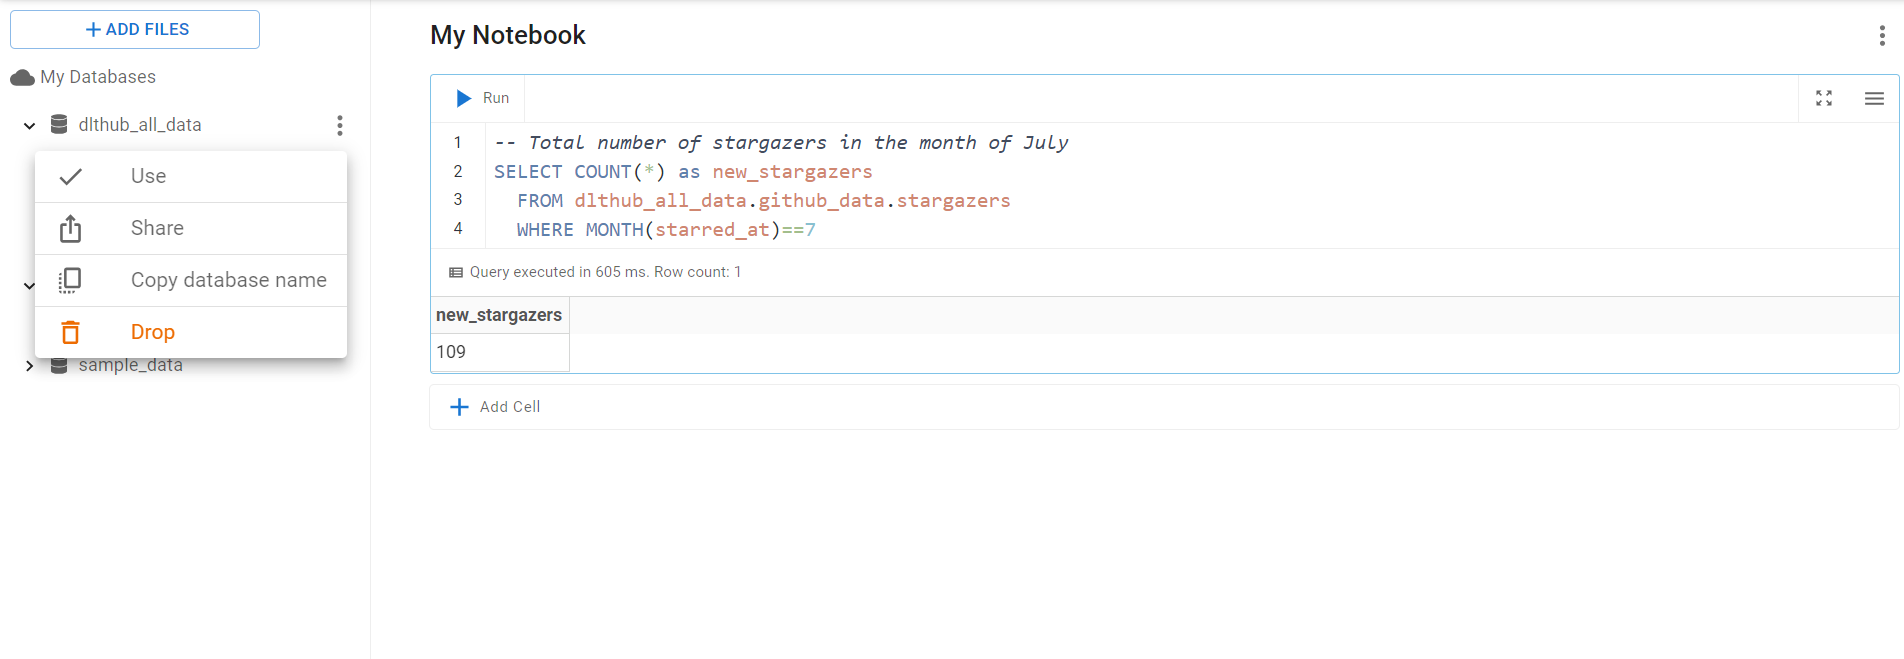 ADD FILES
My Databases
dlthub_all_data
Use
Share
Copy database name
Drop
sample_data
My Notebook
Run
1 -- Total number of stargazers in the month of July
2 SELECT COUNT(*) as new_stargazers
3 FROM dlthub_all_data.github_data.stargazers
4 WHERE MONTH(starred_at)==7
Query executed in 605 ms. Row count: 1
new_stargazers
109
Add Cell